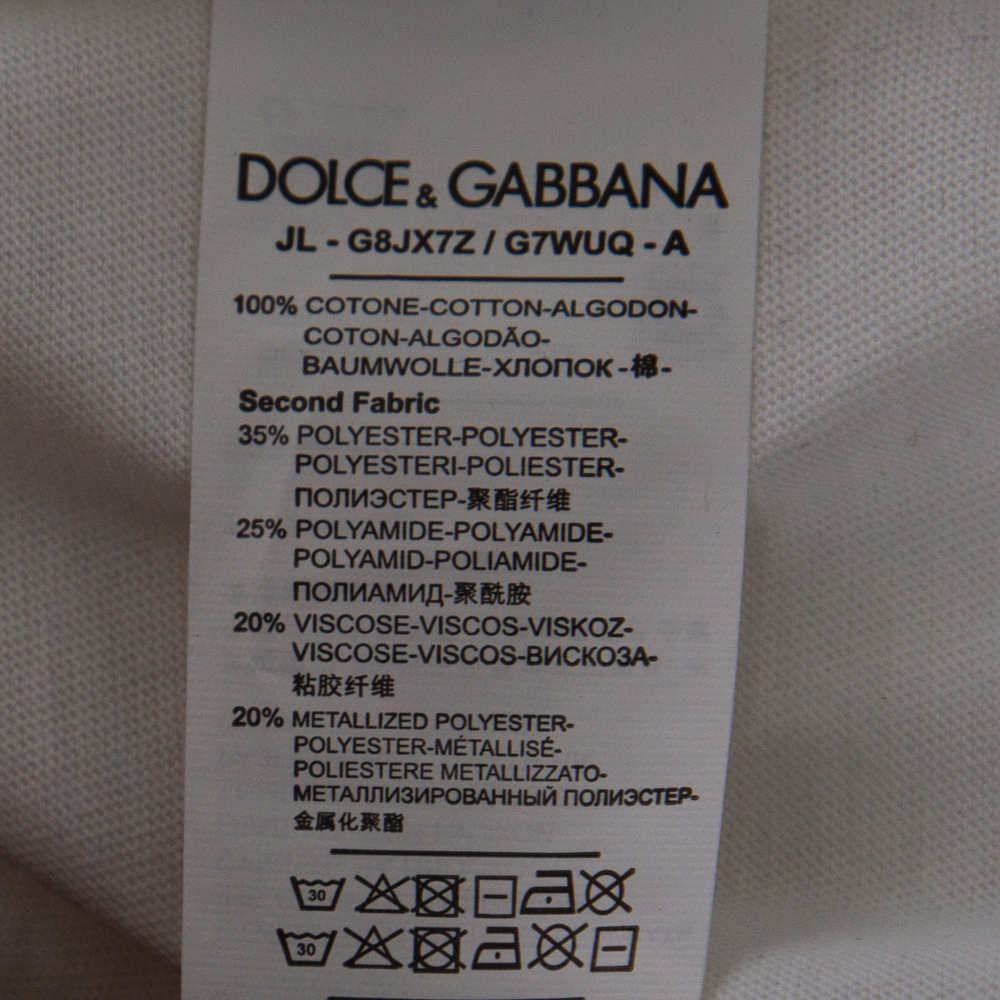 DOLCE & GABBANA
JL - G8JX7Z / G7WUQ - A
100% COTONE-COTTON-ALGODON-
COTON-ALGODÃO-
BAUMWOLLE-ХЛОПОК-棉-
Second Fabric
35% POLYESTER-POLYESTER-
POLYESTERI-POLIESTER-
ПОЛИЭСТЕР-聚酯纤维
25% POLYAMIDE-POLYAMIDE-
POLYAMID-POLIAMIDE-
ПОЛИАМИД-聚酰胺
20% VISCOSE-VISCOS-VISKOZ-
VISCOSE-VISCOS-ВИСКОЗА-
粘胶纤维
20% METALLIZED POLYESTER-
POLYESTER-MÉTALLISÉ-
POLIESTERE METALLIZZATO-
МЕТАЛЛИЗИРОВАННЫЙ ПОЛИЭСТЕР-
金属化聚酯
30
30